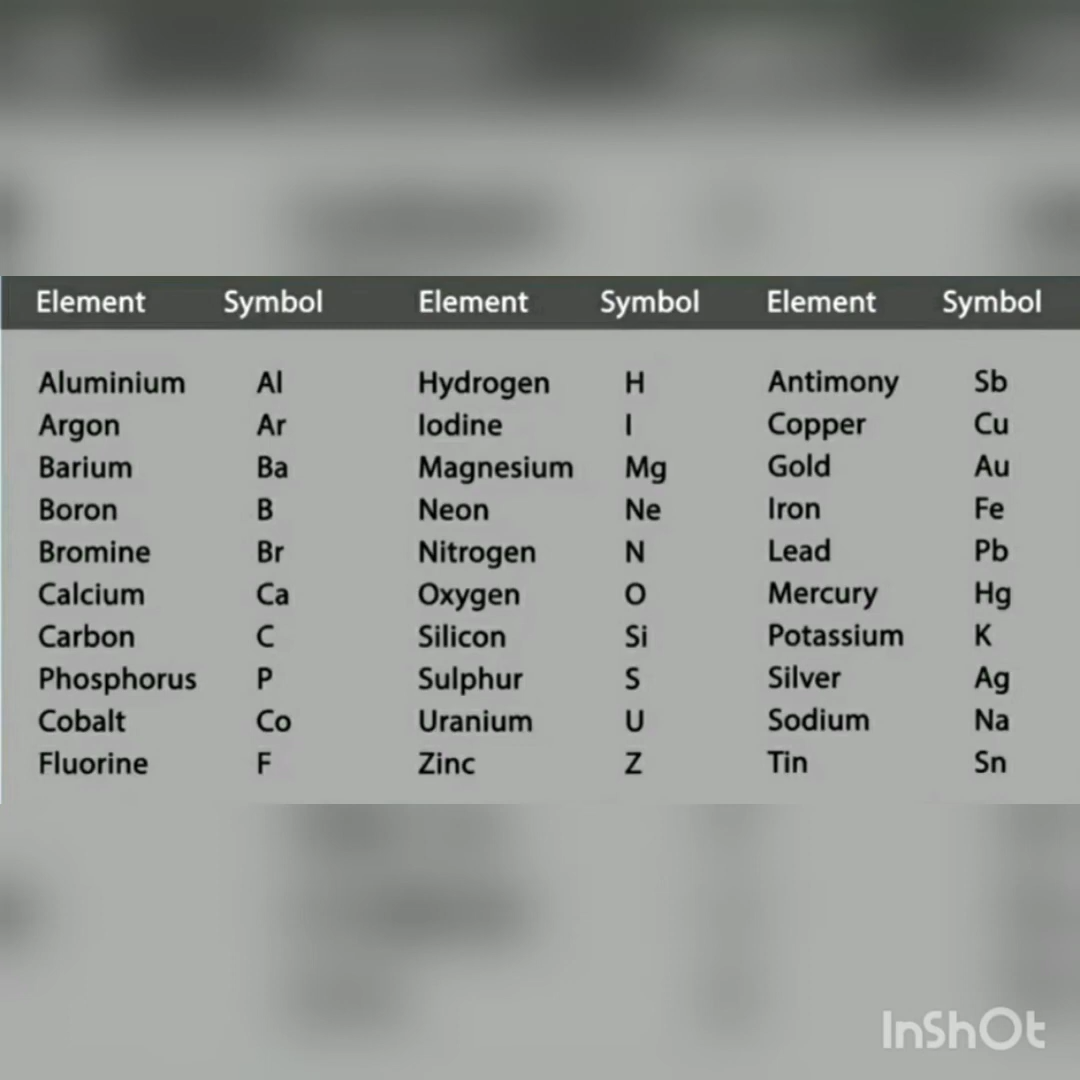 Element Symbol Element Symbol Element Symbol
Aluminium Al Hydrogen H Antimony Sb
Argon Ar Iodine I Copper Cu
Barium Ba Magnesium Mg Gold Au
Boron B Neon Ne Iron Fe
Bromine Br Nitrogen N Lead Pb
Calcium Ca Oxygen O Mercury Hg
Carbon C Silicon Si Potassium K
Phosphorus P Sulphur S Silver Ag
Cobalt Co Uranium U Sodium Na
Fluorine F Zinc Z Tin Sn
InShOt